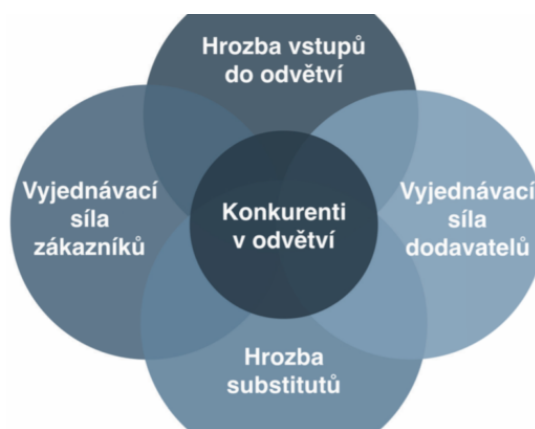 Hrozba vstupů
do odvětví
Vyjednávací
síla
zákazníků
Konkurenti
v odvětví
Vyjednávací
síla
dodavatelů
Hrozba
substitutů